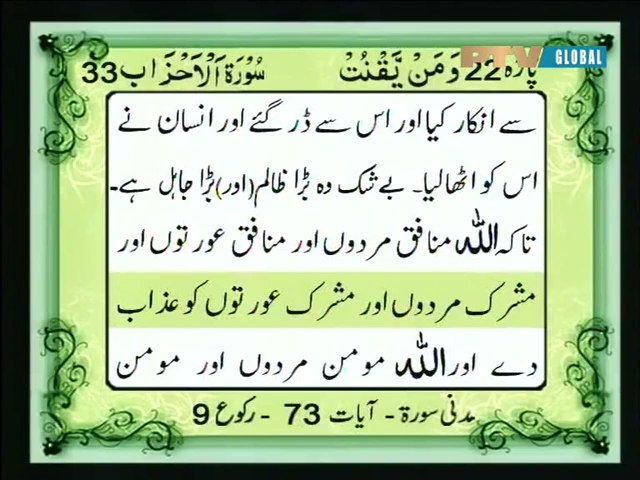 PTV GLOBAL
پارہ 22 وَمَنْ يَّقْنُتْ سُوْرَةُ الْاَحْزَاب 33
سے انکار کیا اور اس سے ڈر گئے اور انسان نے
اس کو اٹھا لیا۔ بے شک وہ بڑا ظالم (اور) بڑا جاہل ہے۔
تاکہ اللہ منافق مردوں اور منافق عورتوں اور
مشرک مردوں اور مشرک عورتوں کو عذاب
دے اور اللہ مومن مردوں اور مومن
مدنی سورۃ - آیات 73 - رکوع 9